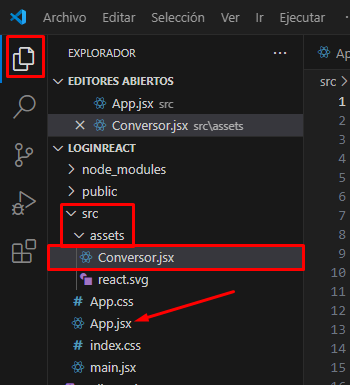 Archivo Editar Selección Ver Ir Ejecutar
EXPLORADOR
EDITORES ABIERTOS
App.jsx src
Conversor.jsx src\assets
LOGINREACT
node_modules
public
src
assets
Conversor.jsx
react.svg
App.css
App.jsx
index.css
main.jsx
Ap
src
1
2
3
4
5
6
7
8
9
10
11
12
13
14
15
16